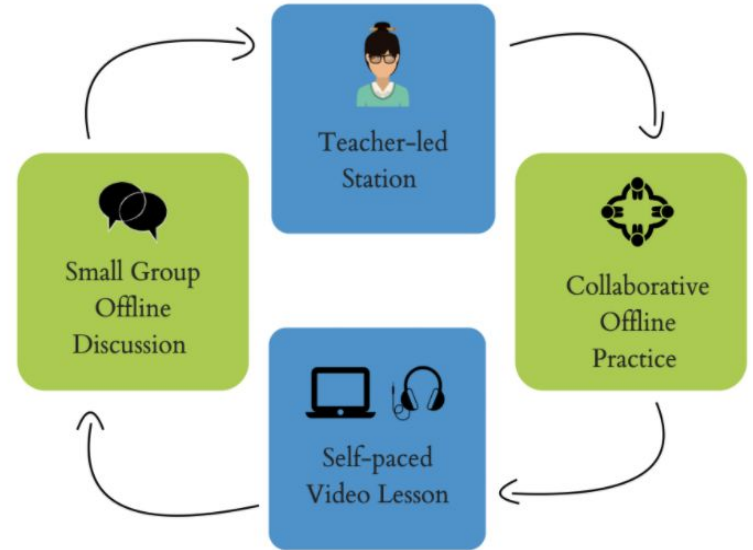 Teacher-led
Station
Small Group
Offline
Discussion
Collaborative
Offline
Practice
Self-paced
Video Lesson